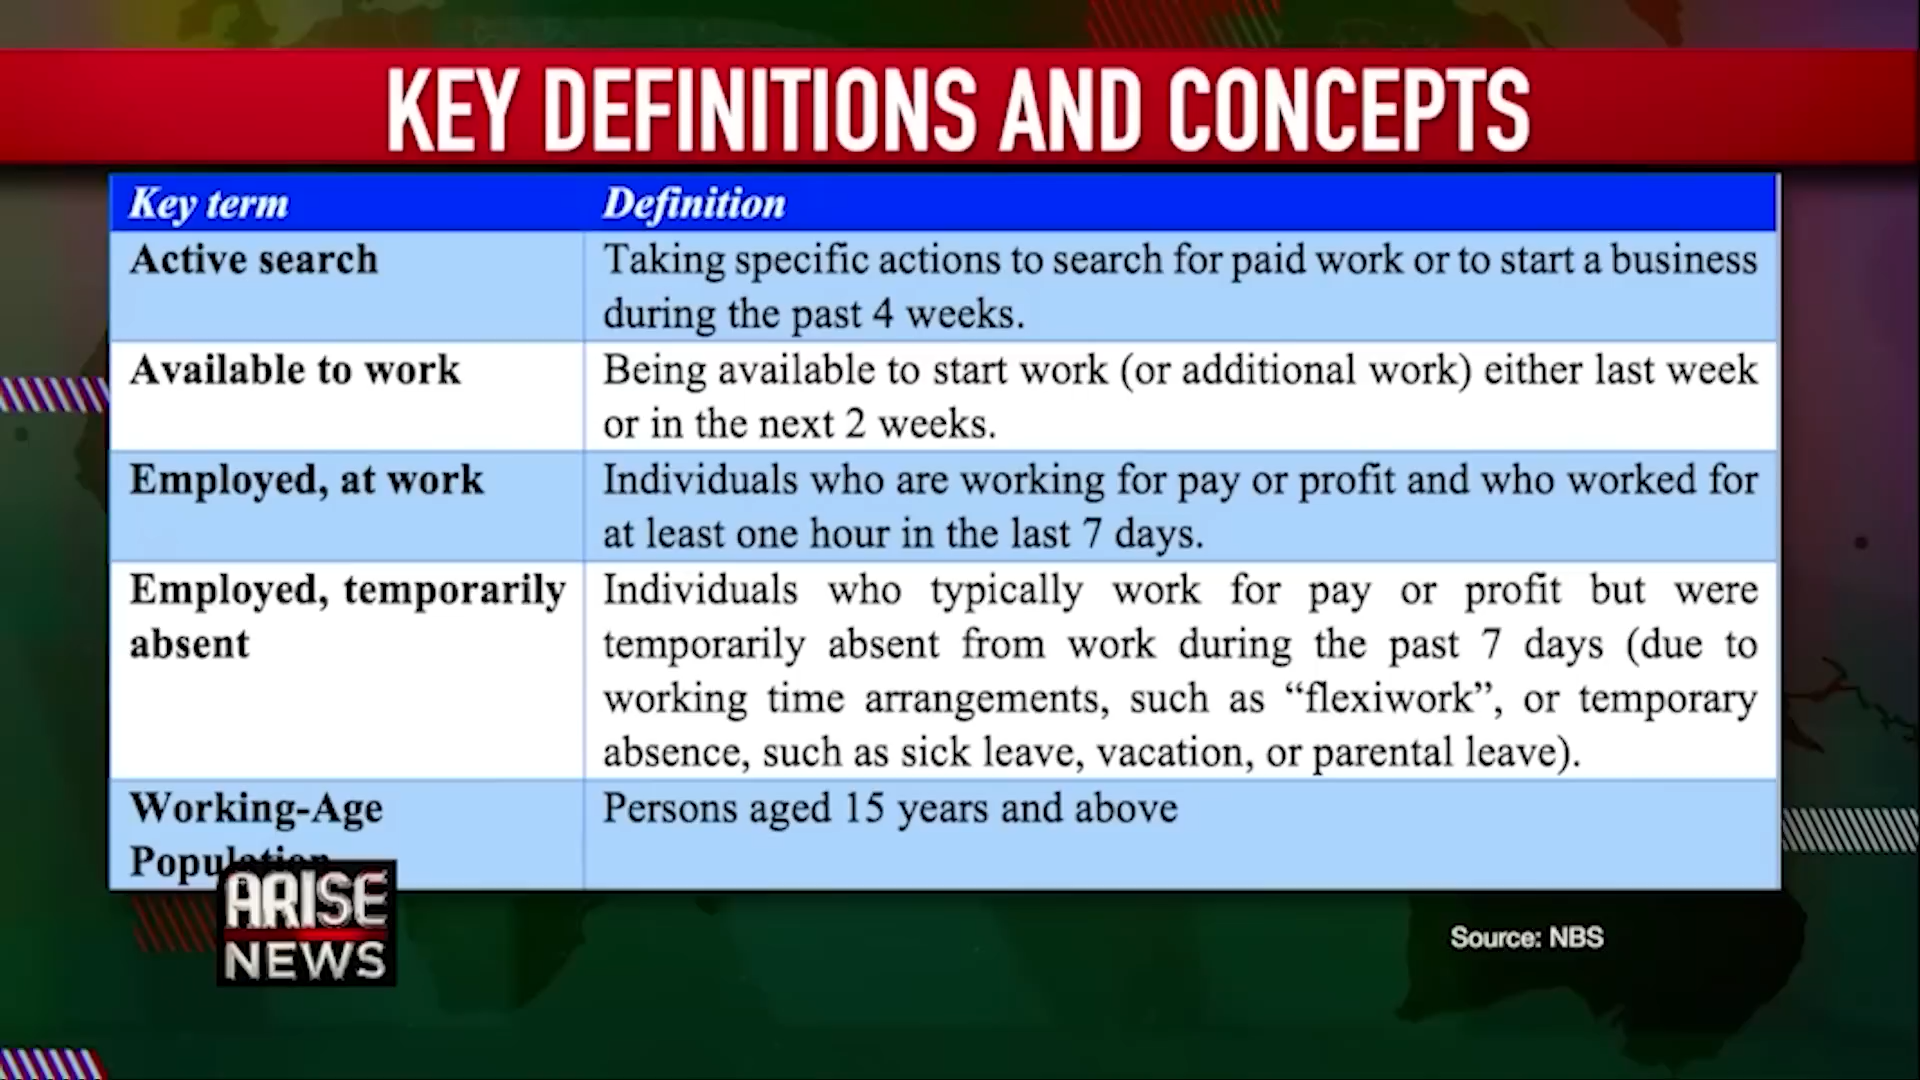 KEY DEFINITIONS AND CONCEPTS
Key term Definition
Active search
Taking specific actions to search for paid work or to start a business
during the past 4 weeks.
Available to work
Being available to start work (or additional work) either last week
or in the next 2 weeks.
Employed, at work
Individuals who are working for pay or profit and who worked for
at least one hour in the last 7 days.
Employed, temporarily
absent
Individuals who typically work for pay or profit but were
temporarily absent from work during the past 7 days (due to
working time arrangements, such as “flexiwork”, or temporary
absence, such as sick leave, vacation, or parental leave).
Working-Age
Population
Persons aged 15 years and above
ARISE
NEWS
Source: NBS